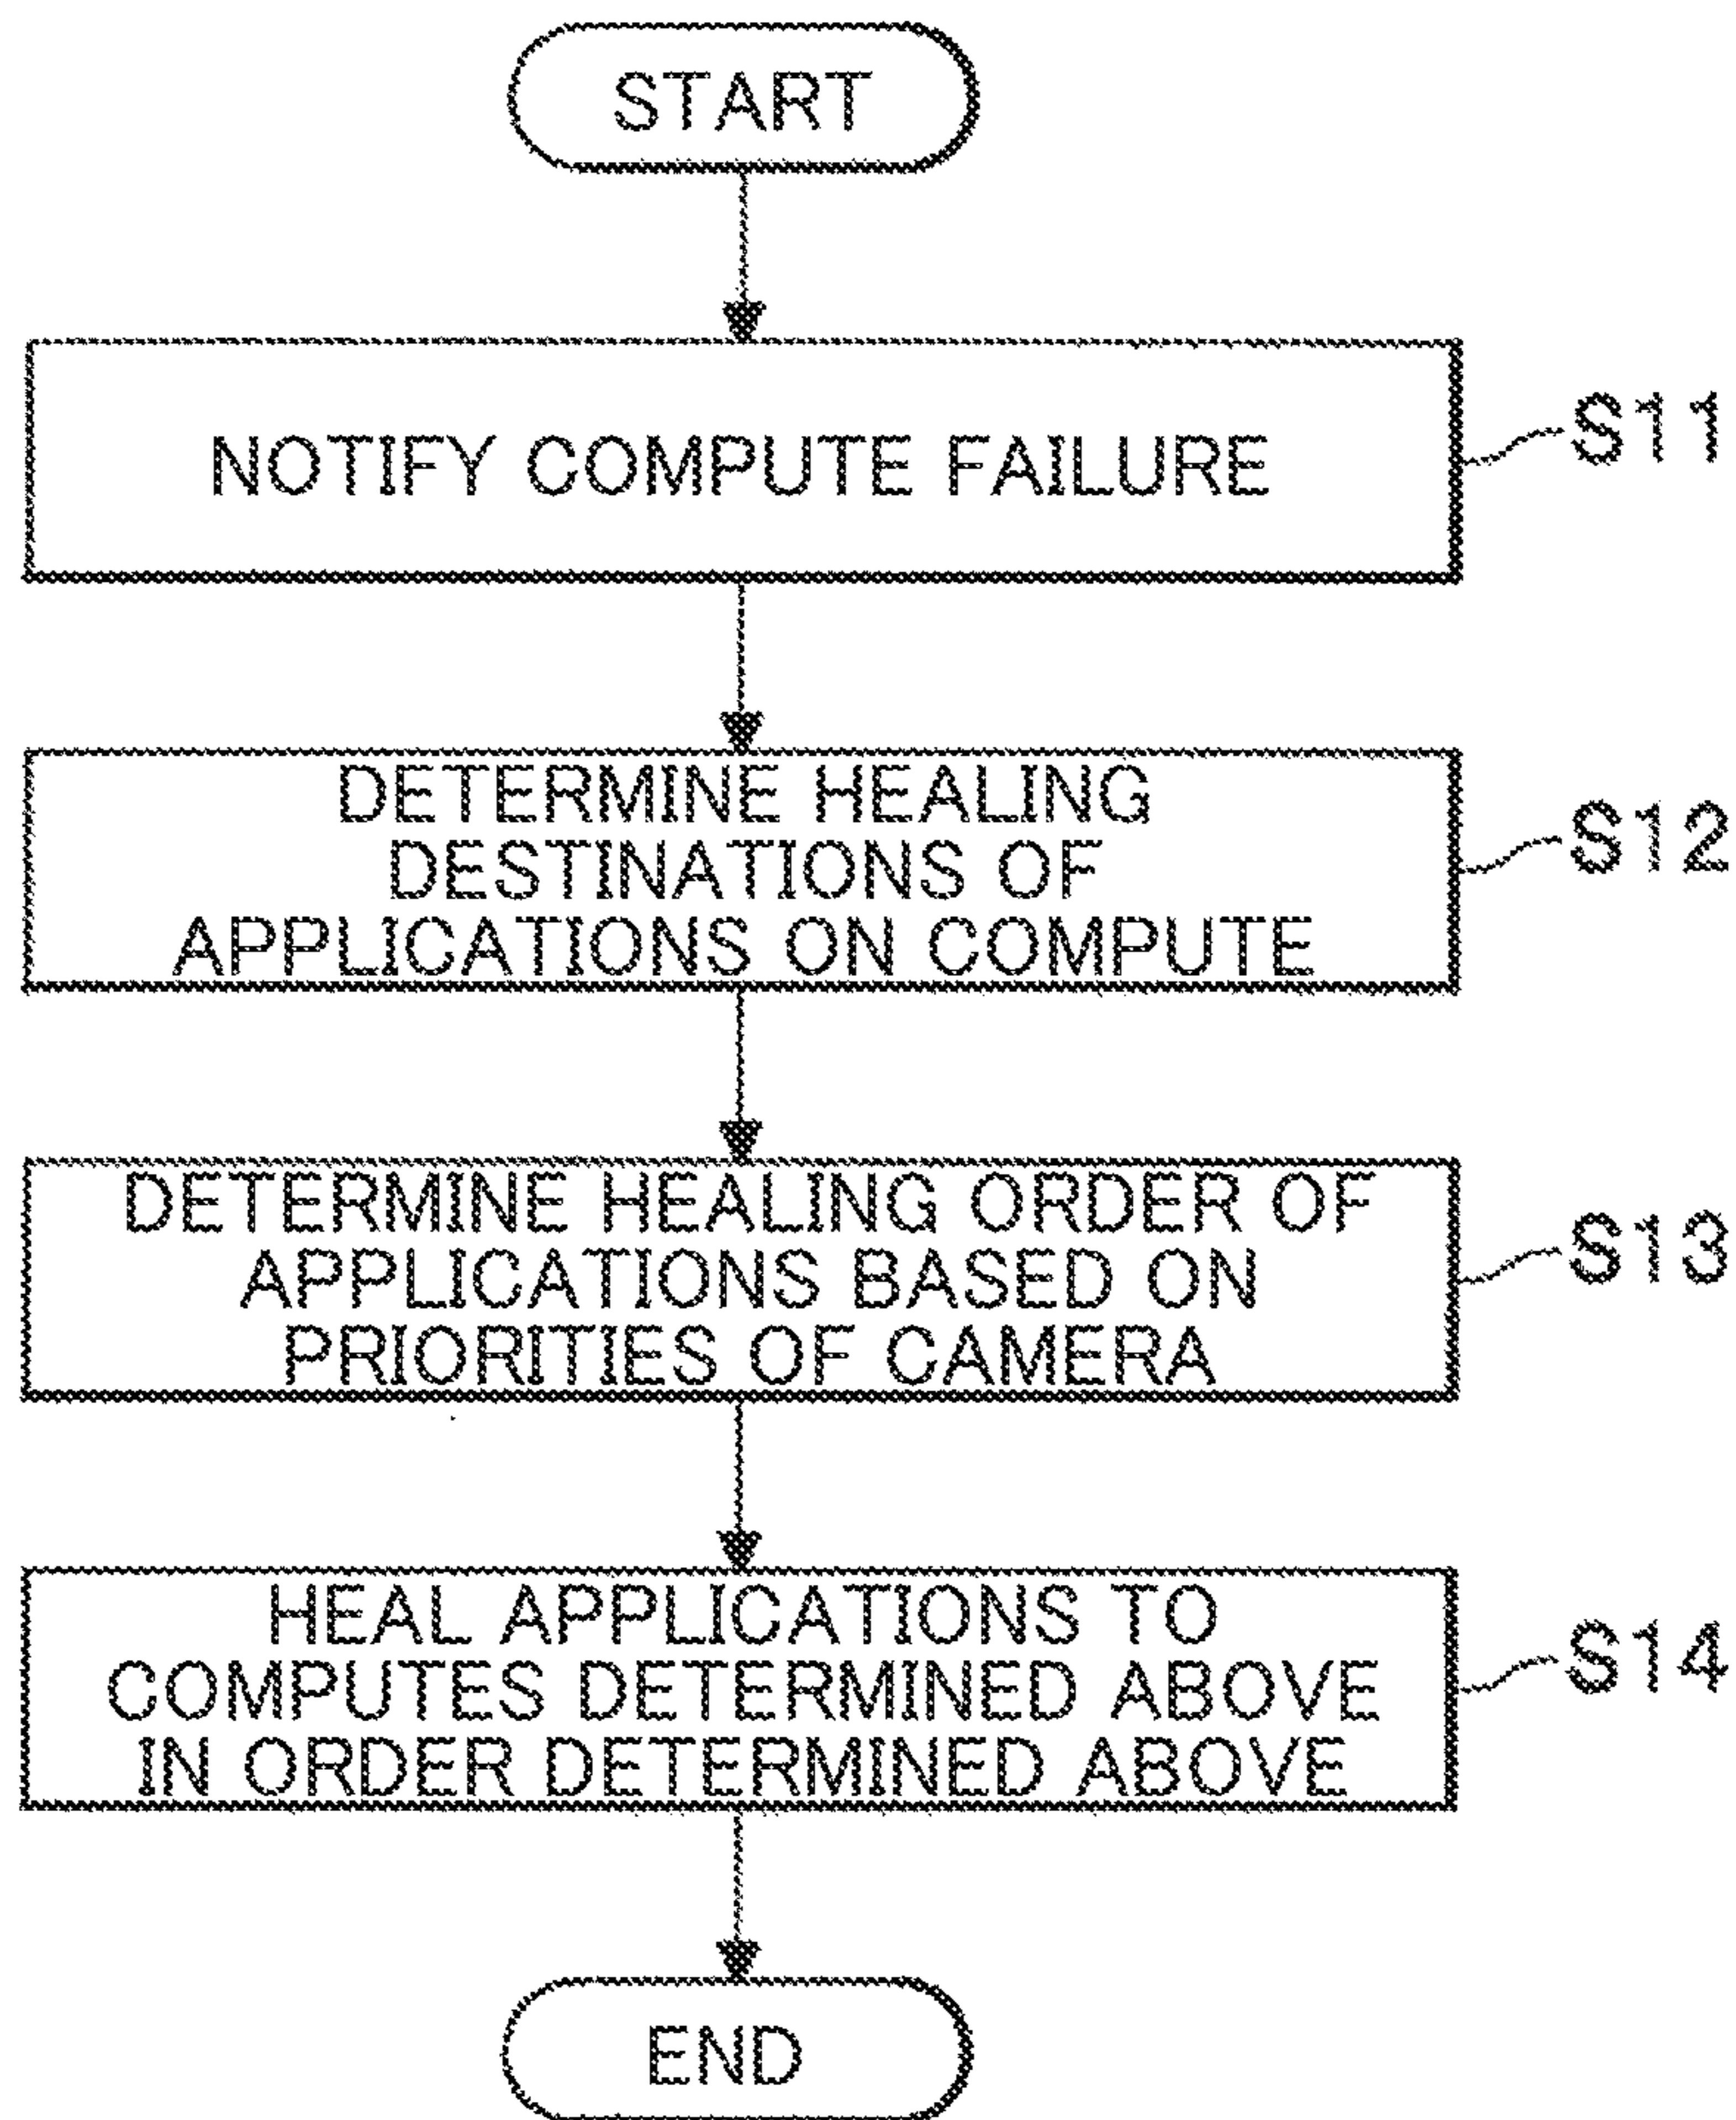 START
NOTIFY COMPUTE FAILURE
S11
DETERMINE HEALING
DESTINATIONS OF
APPLICATIONS ON COMPUTE
S12
DETERMINE HEALING ORDER OF
APPLICATIONS BASED ON
PRIORITIES OF CAMERA
S13
HEAL APPLICATIONS TO
COMPUTES DETERMINED ABOVE
IN ORDER DETERMINED ABOVE
S14
END